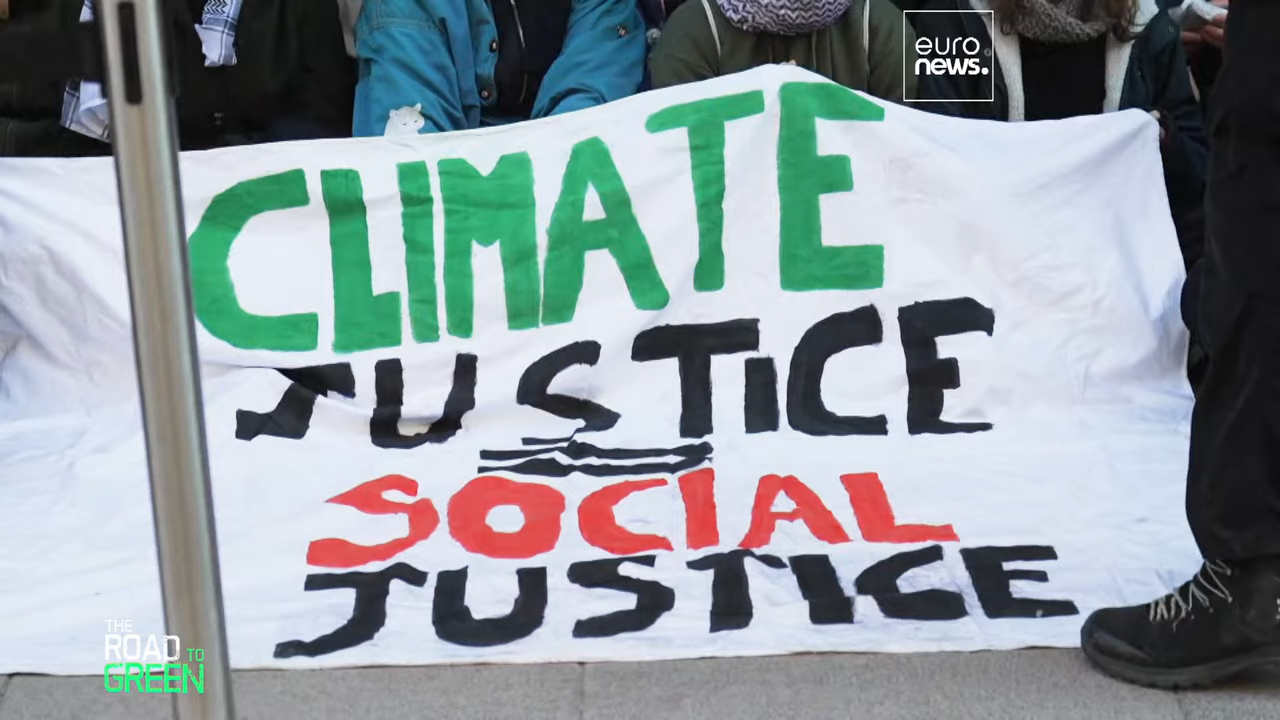 euro
news.
CLIMATE
JUSTICE
=
SOCIAL
JUSTICE
THE
ROAD TO
GREEN